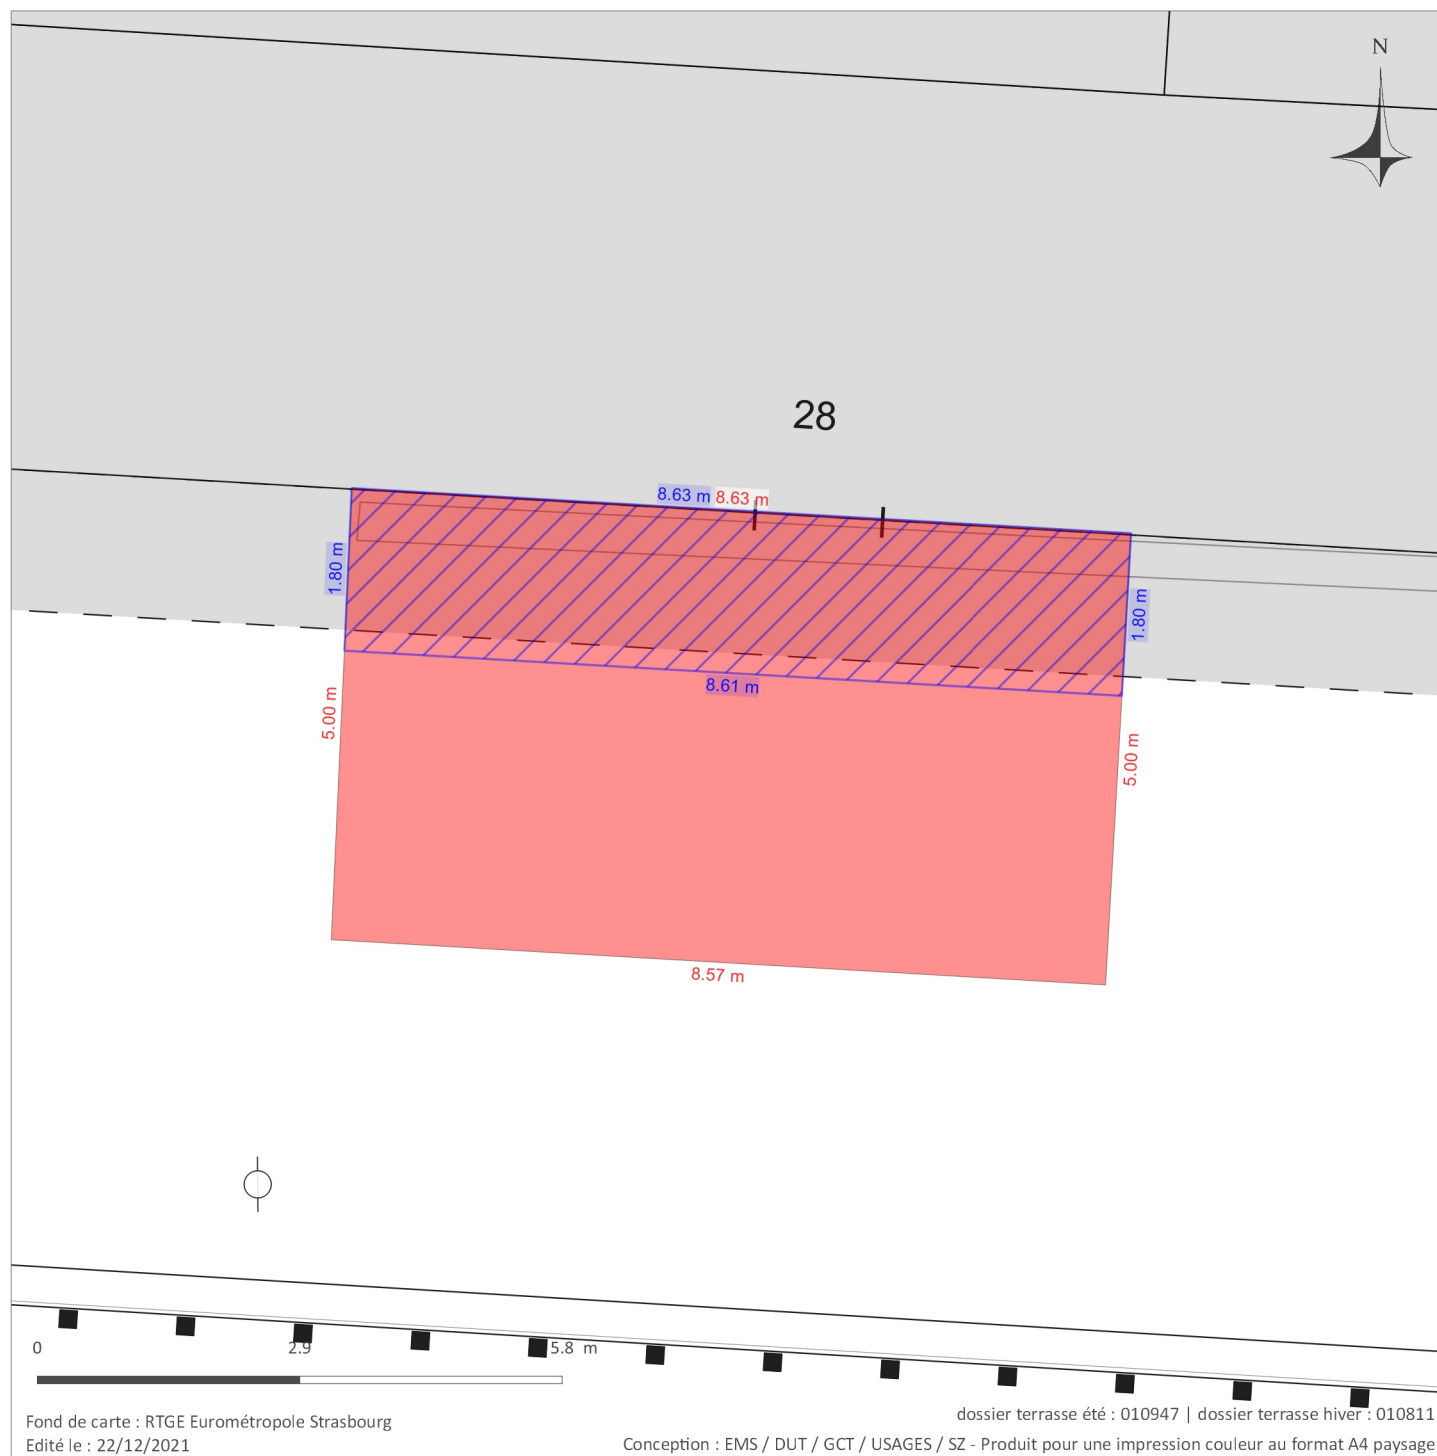 N
28
8.63 m 8.63 m
1.80 m
1.80 m
8.61 m
5.00 m
5.00 m
8.57 m
0 2.9 5.8 m
Fond de carte : RTGE Eurométropole Strasbourg
Edité le : 22/12/2021
dossier terrasse été : 010947 | dossier terrasse hiver : 010811
Conception : EMS / DUT / GCT / USAGES / SZ - Produit pour une impression couleur au format A4 paysage